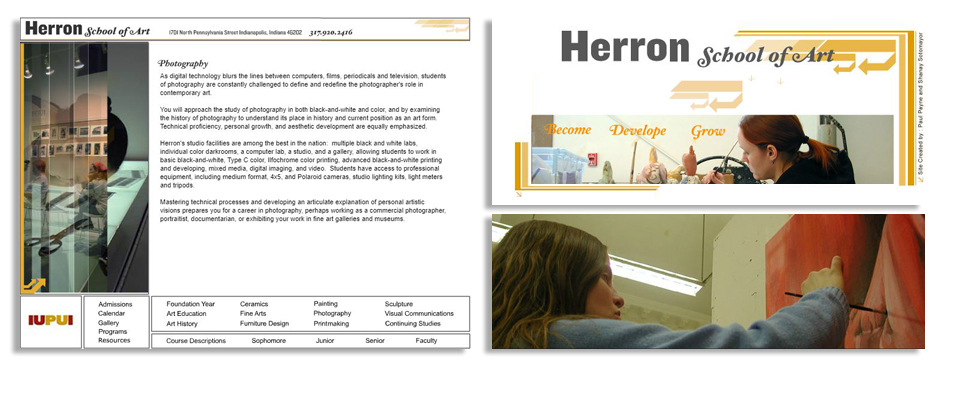 Herron School of Art 1701 North Pennsylvania Street Indianapolis, Indiana 46202 317.920.2416
Photography
As digital technology blurs the lines between computers, films, periodicals and television, students
of photography are constantly challenged to define and redefine the photographer's role in
contemporary art.
You will approach the study of photography in both black-and-white and color, and by examining
the history of photography to understand its place in history and current position as an art form.
Technical proficiency, personal growth, and aesthetic development are equally emphasized.
Herron's studio facilities are among the best in the nation: multiple black and white labs,
individual color darkrooms, a computer lab, a studio, and a gallery, allowing students to work in
basic black-and-white, Type C color, Ilfochrome color printing, advanced black-and-white printing
and developing, mixed media, digital imaging, and video. Students have access to professional
equipment, including medium format, 4x5, and Polaroid cameras, studio lighting kits, light meters
and tripods.
Mastering technical processes and developing an articulate explanation of personal artistic
visions prepares you for a career in photography, perhaps working as a commercial photographer,
portraitist, documentarian, or exhibiting your work in fine art galleries and museums.
IUPUI
Admissions
Calendar
Gallery
Programs
Resources
Foundation Year Ceramics Painting Sculpture
Art Education Fine Arts Photography Visual Communications
Art History Furniture Design Printmaking Continuing Studies
Course Descriptions Sophomore Junior Senior Faculty
Herron School of Art
Become Develope Grow
Site Created by : Paul Payne and Shanay Sotomayor